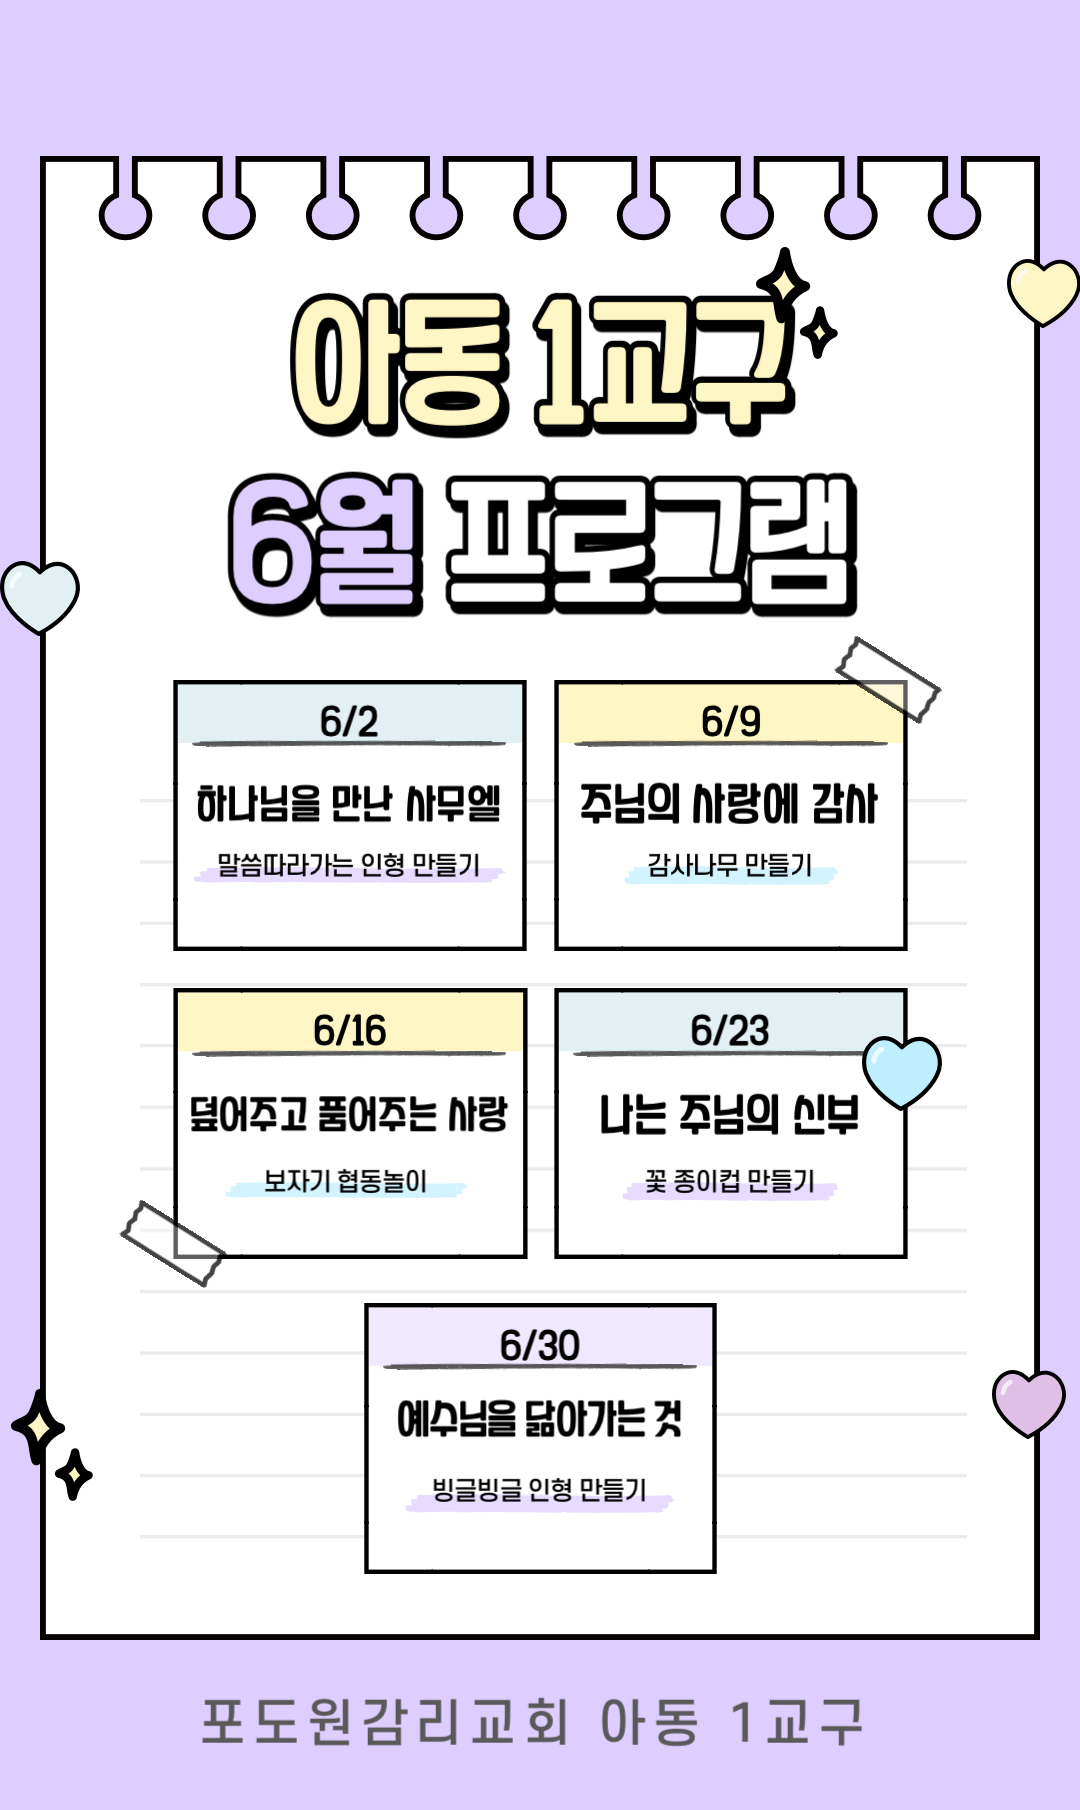 아동 1교구
6월 프로그램
6/2
하나님을 만난 사무엘
말씀따라가는 인형 만들기
6/9
주님의 사랑에 감사
감사나무 만들기
6/16
덮어주고 품어주는 사랑
보자기 협동놀이
6/23
나는 주님의 신부
꽃 종이컵 만들기
6/30
예수님을 닮아가는 것
빙글빙글 인형 만들기
포도원감리교회 아동 1교구